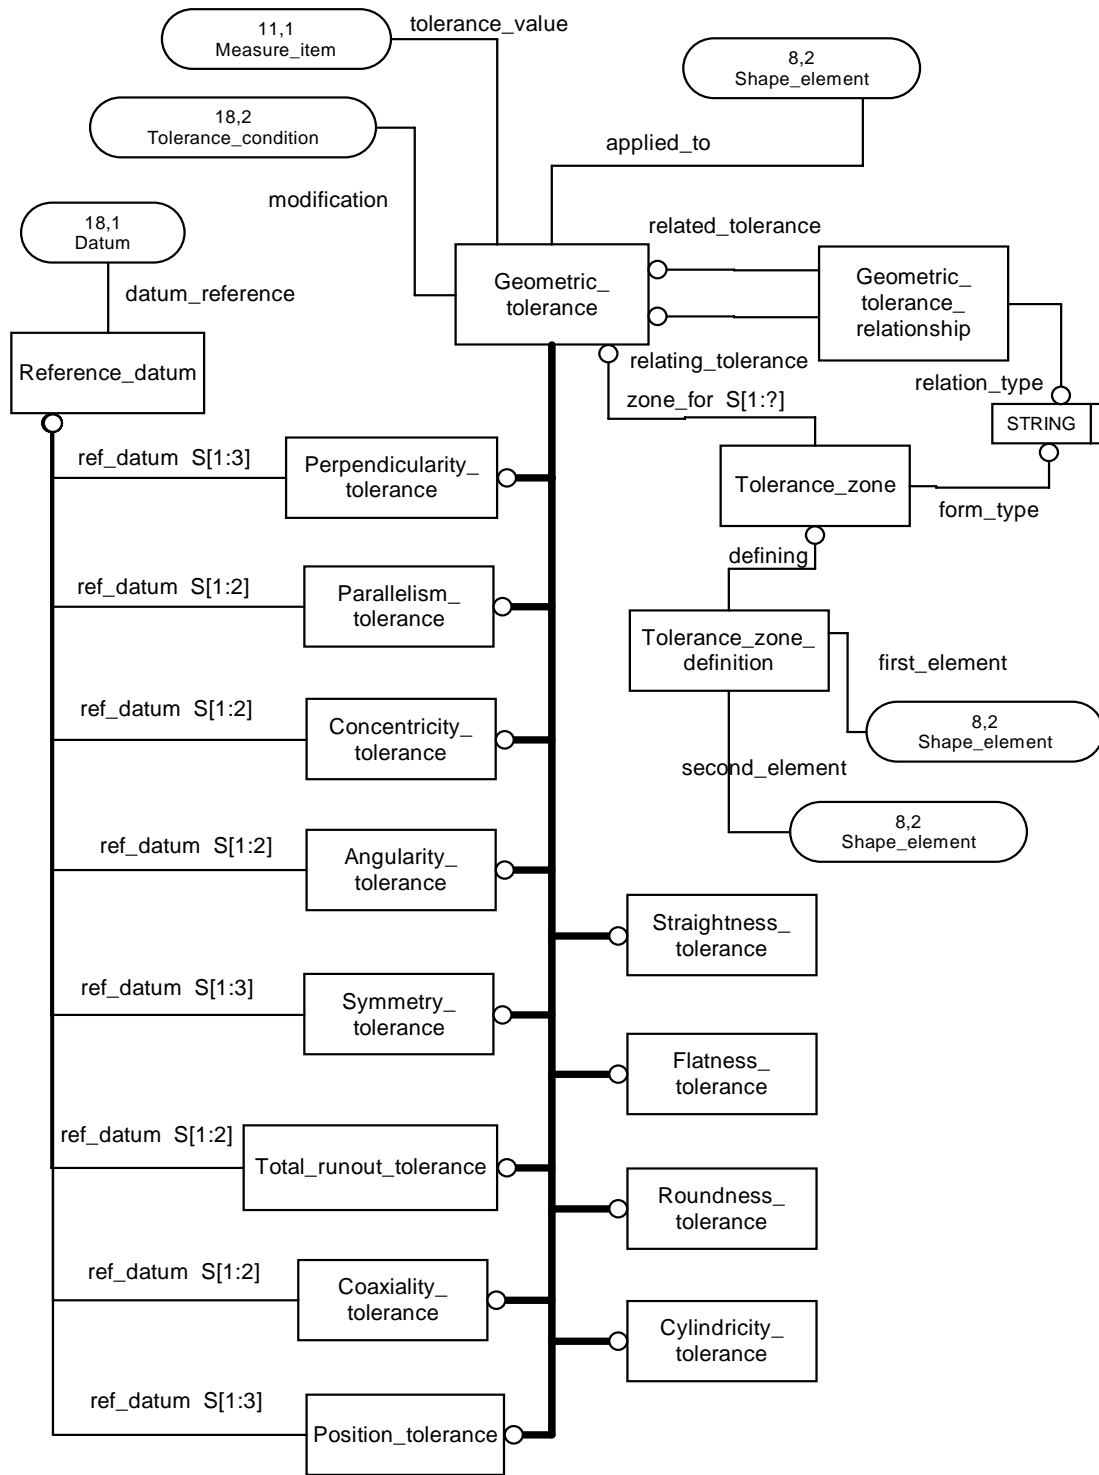 11,1
Measure_item
tolerance_value
8,2
Shape_element
18,2
Tolerance_condition
applied_to
modification
18,1
Datum
related_tolerance
datum_reference
Geometric_
tolerance
Geometric_
tolerance_
relationship
Reference_datum
relating_tolerance
relation_type
zone_for S[1:?]
STRING
ref_datum S[1:3]
Perpendicularity_
tolerance
Tolerance_zone
form_type
defining
ref_datum S[1:2]
Parallelism_
tolerance
Tolerance_zone_
definition
first_element
ref_datum S[1:2]
Concentricity_
tolerance
8,2
Shape_element
second_element
8,2
Shape_element
ref_datum S[1:2]
Angularity_
tolerance
Straightness_
tolerance
ref_datum S[1:3]
Symmetry_
tolerance
Flatness_
tolerance
ref_datum S[1:2]
Total_runout_tolerance
Roundness_
tolerance
ref_datum S[1:2]
Coaxiality_
tolerance
Cylindricity_
tolerance
ref_datum S[1:3]
Position_tolerance